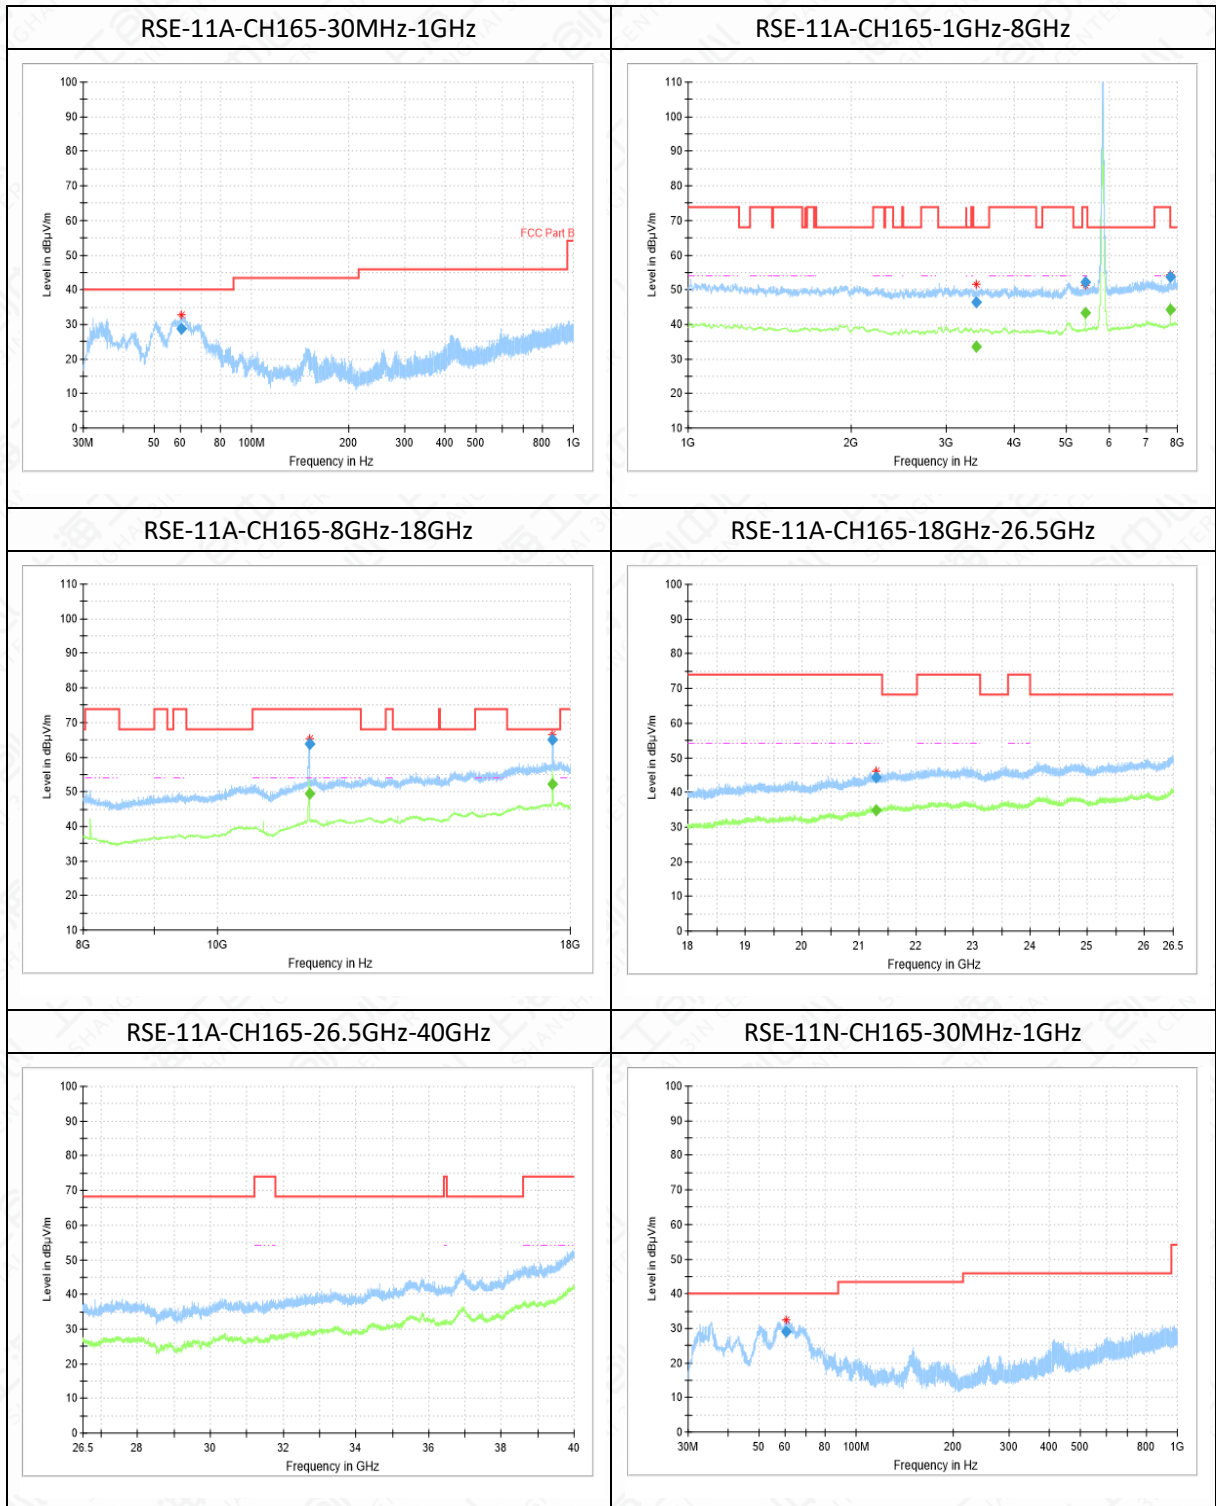 RSE-11A-CH165-30MHz-1GHz
100
90
80
70
60
50
40
30
20
10
0
Level in dBµV/m
FCC Part B
30M 50 60 80 100M 200 300 400 500 800 1G
Frequency in Hz
RSE-11A-CH165-1GHz-8GHz
110
100
90
80
70
60
50
40
30
20
10
Level in dBµV/m
1G 2G 3G 4G 5G 6 7 8G
Frequency in Hz
RSE-11A-CH165-8GHz-18GHz
110
100
90
80
70
60
50
40
30
20
10
Level in dBµV/m
8G 10G 18G
Frequency in Hz
RSE-11A-CH165-18GHz-26.5GHz
100
90
80
70
60
50
40
30
20
10
0
Level in dBµV/m
18 19 20 21 22 23 24 25 26 26.5
Frequency in GHz
RSE-11A-CH165-26.5GHz-40GHz
100
90
80
70
60
50
40
30
20
10
0
Level in dBµV/m
26.5 28 30 32 34 36 38 40
Frequency in GHz
RSE-11N-CH165-30MHz-1GHz
100
90
80
70
60
50
40
30
20
10
0
Level in dBµV/m
30M 50 60 80 100M 200 300 400 500 800 1G
Frequency in Hz